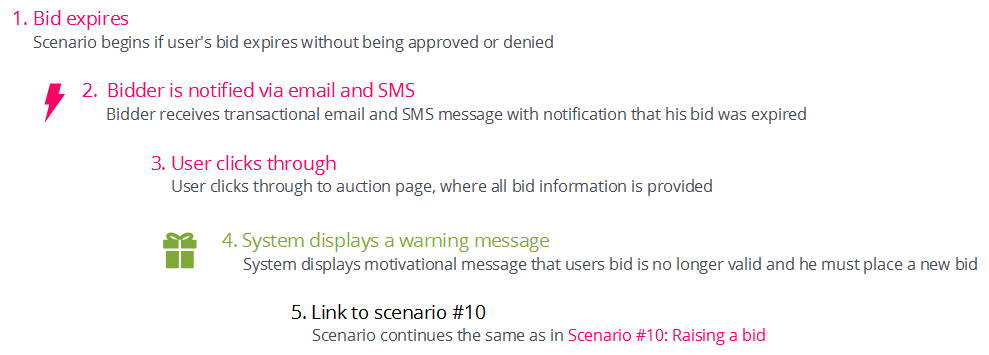 1. Bid expires
Scenario begins if user's bid expires without being approved or denied
2. Bidder is notified via email and SMS
Bidder receives transactional email and SMS message with notification that his bid was expired
3. User clicks through
User clicks through to auction page, where all bid information is provided
4. System displays a warning message
System displays motivational message that users bid is no longer valid and he must place a new bid
5. Link to scenario #10
Scenario continues the same as in Scenario #10: Raising a bid